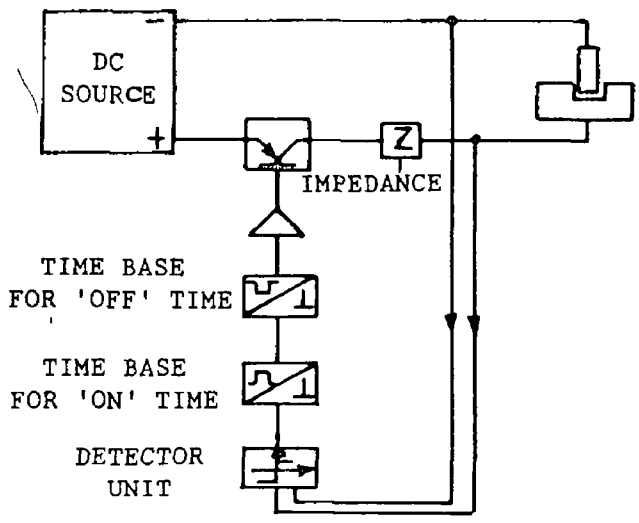 −
DC
SOURCE
+
Z
IMPEDANCE
TIME BASE
FOR 'OFF' TIME
TIME BASE
FOR 'ON' TIME
DETECTOR
UNIT